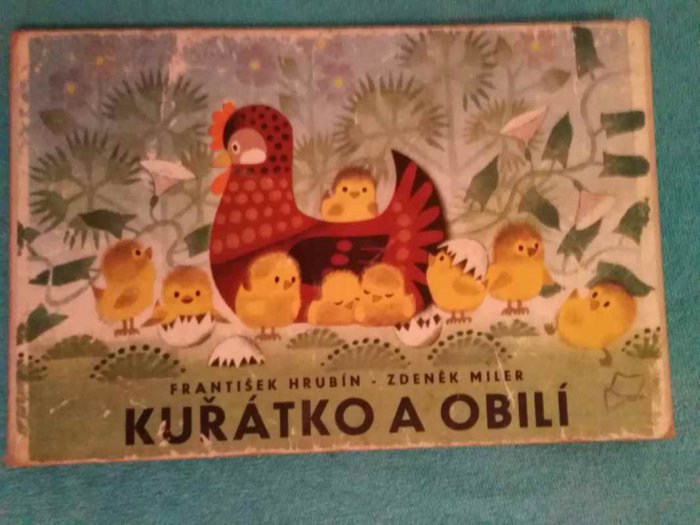 FRANTIŠEK HRUBÍN - ZDENĚK MILER
KUŘÁTKO A OBILÍ